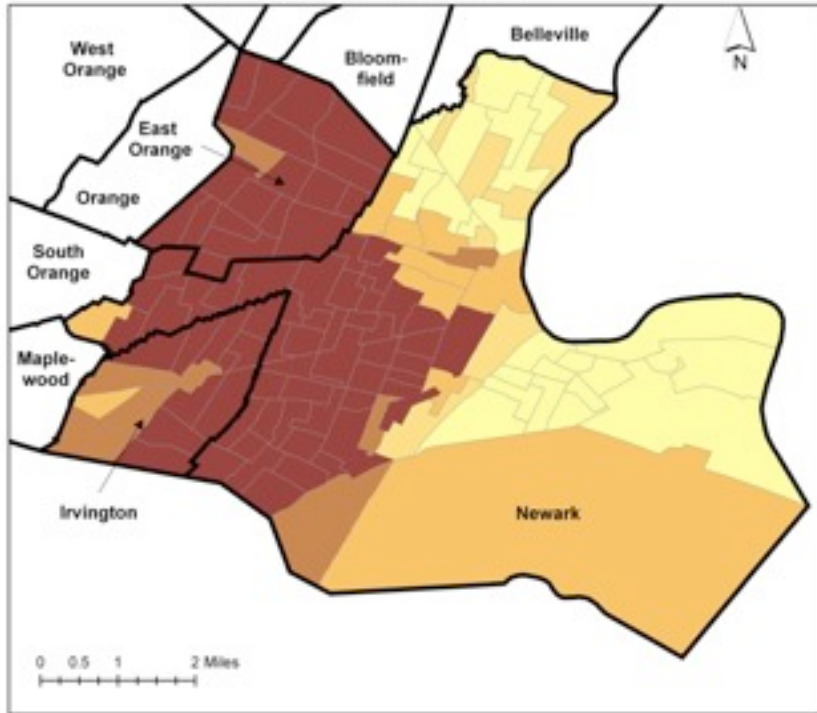 West
Orange
Bloom-
field
Belleville
N
East
Orange
Orange
South
Orange
Maple-
wood
Irvington
Newark
0 0.5 1 2 Miles